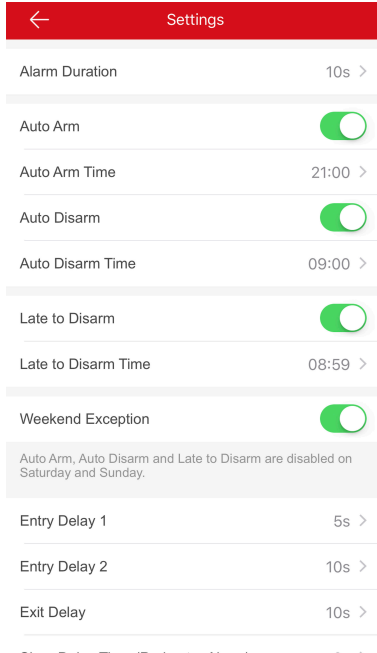 Settings
Alarm Duration 10s
Auto Arm
Auto Arm Time 21:00
Auto Disarm
Auto Disarm Time 09:00
Late to Disarm
Late to Disarm Time 08:59
Weekend Exception
Auto Arm, Auto Disarm and Late to Disarm are disabled on
Saturday and Sunday.
Entry Delay 1 5s
Entry Delay 2 10s
Exit Delay 10s